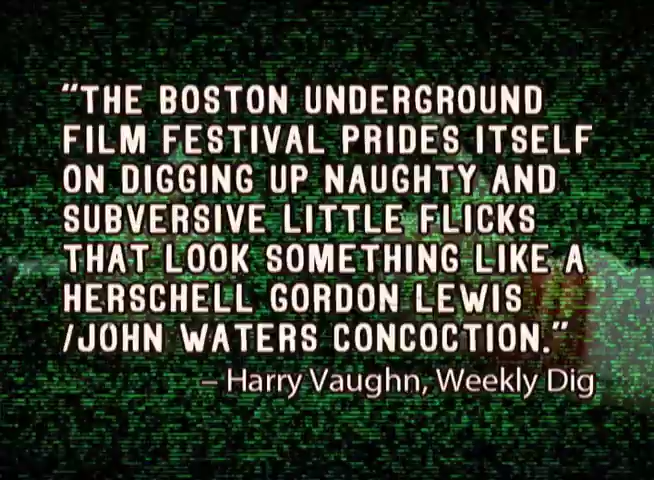 “THE BOSTON UNDERGROUND
FILM FESTIVAL PRIDES ITSELF
ON DIGGING UP NAUGHTY AND
SUBVERSIVE LITTLE FLICKS
THAT LOOK SOMETHING LIKE A
HERSCHELL GORDON LEWIS
/JOHN WATERS CONCOCTION.”
– Harry Vaughn, Weekly Dig